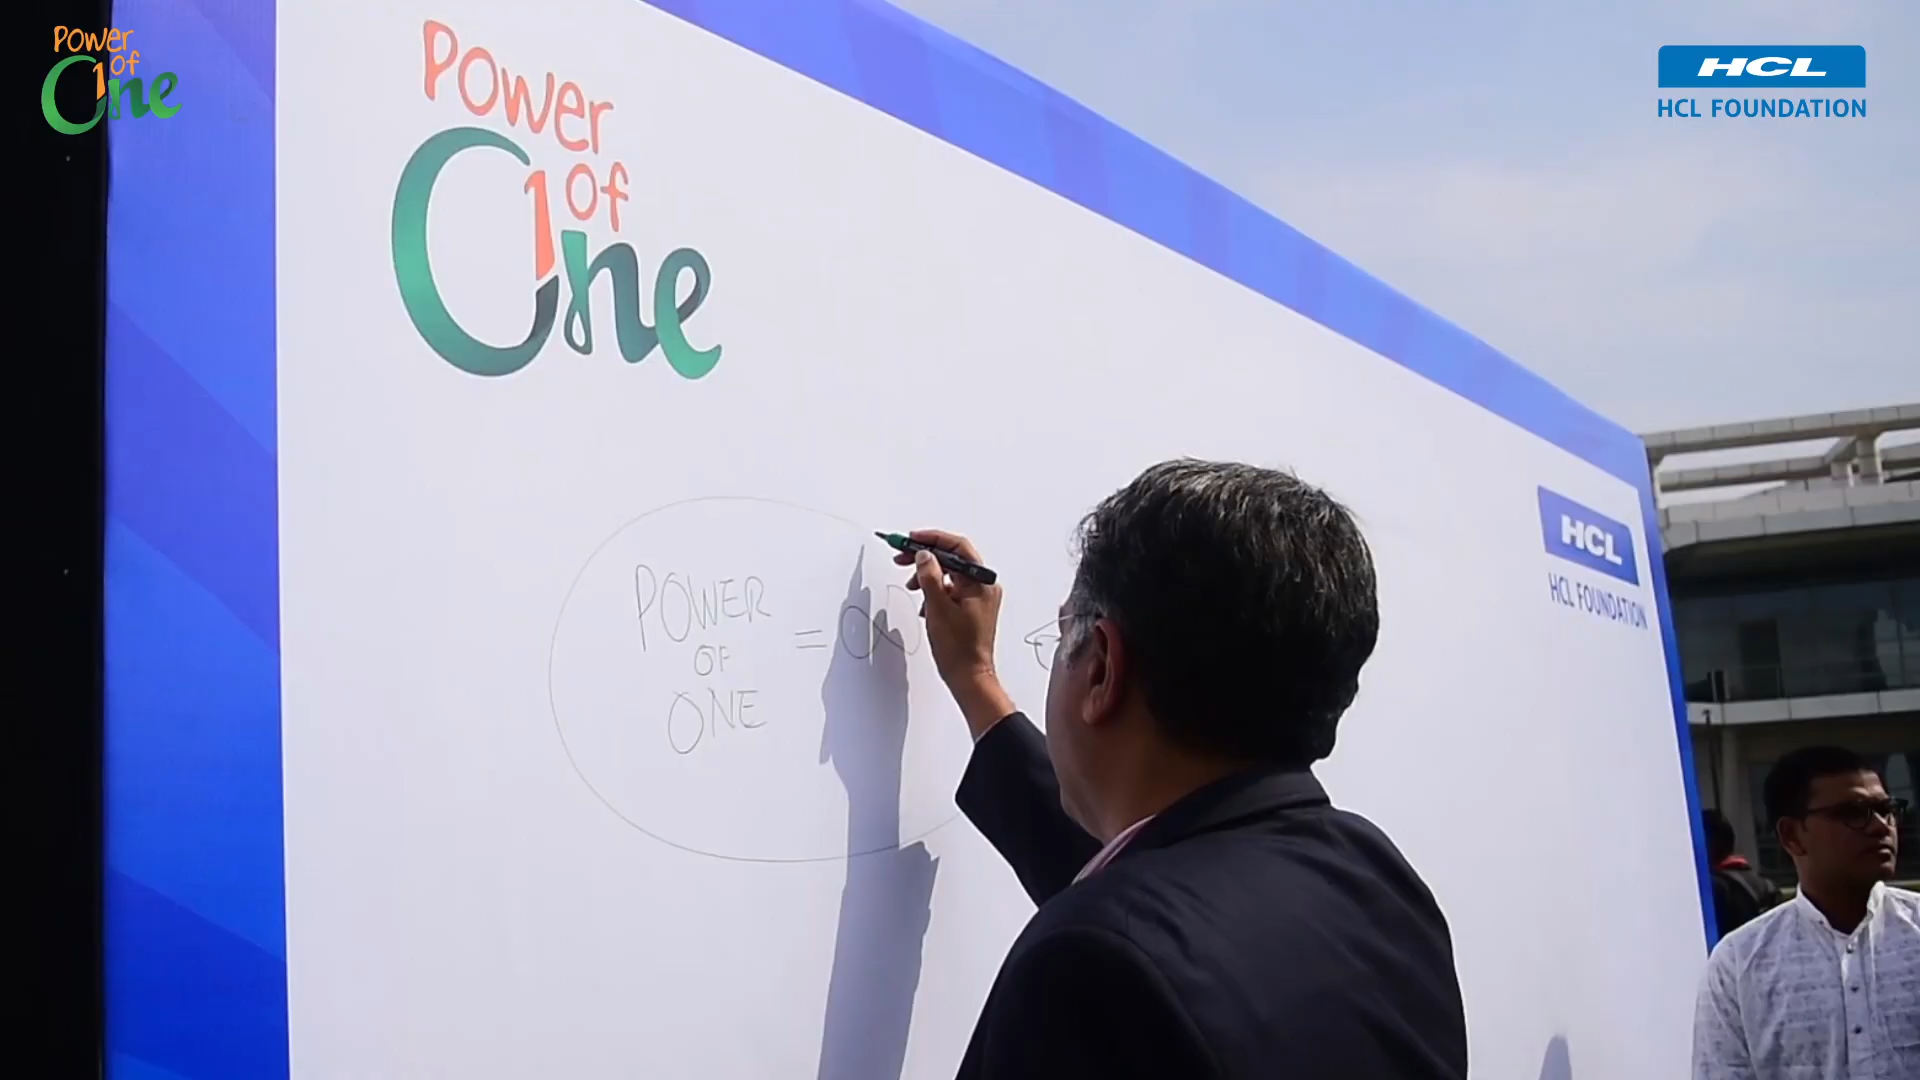 Power
of
One
HCL
HCL FOUNDATION
Power
of
One
POWER
OF
ONE
= ∞
HCL
HCL FOUNDATION